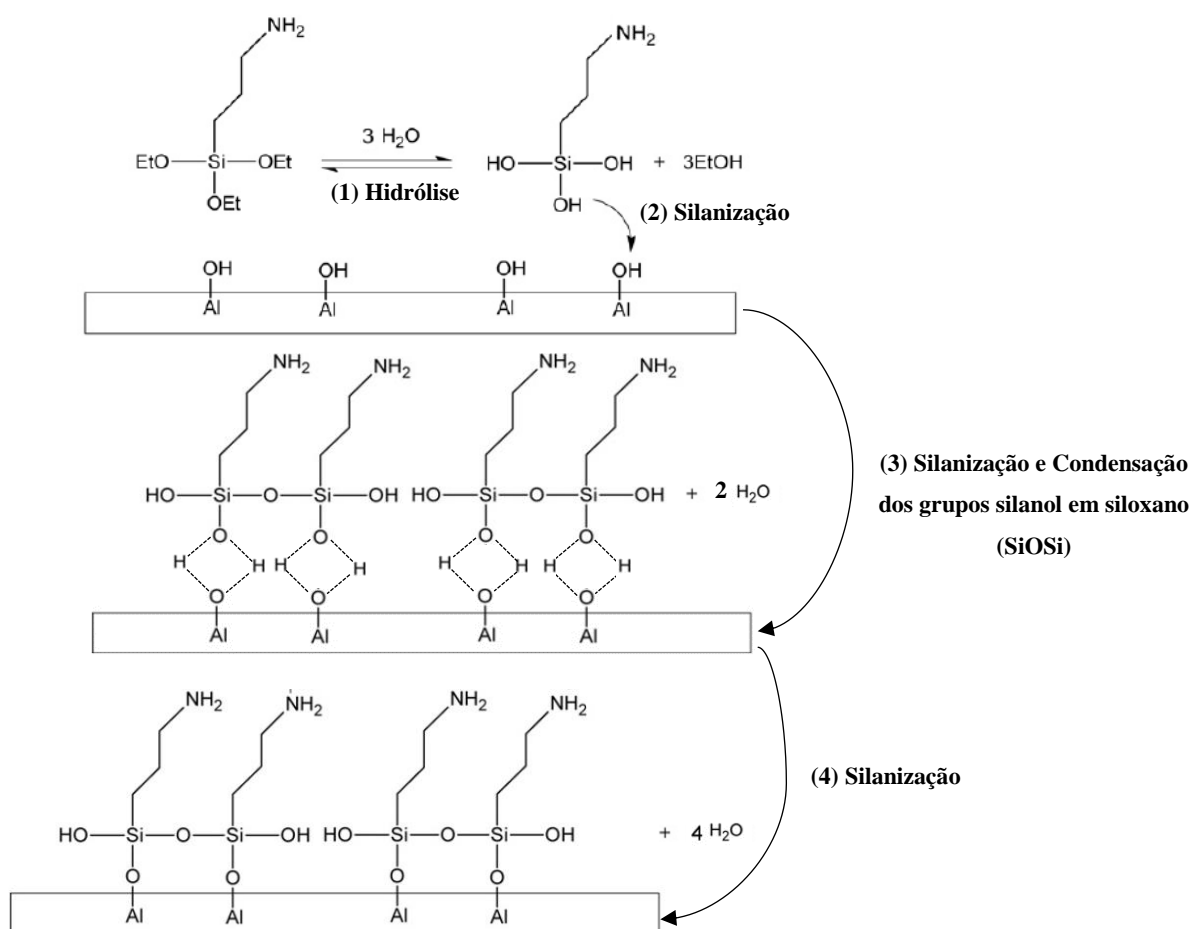 NH₂ NH₂
3 H₂O
EtO Si OEt HO Si OH + 3EtOH
OEt (1) Hidrólise OH (2) Silanização
OH OH OH OH
Al Al Al Al
NH₂ NH₂ NH₂ NH₂
HO Si O Si OH HO Si O Si OH + 2 H₂O
O O O O
H H H H H H H H
O O O O
Al Al Al Al
(3) Silanização e Condensação
dos grupos silanol em siloxano
(SiOSi)
NH₂ NH₂ NH₂ NH₂
(4) Silanização
HO Si O Si OH HO Si O Si OH + 4 H₂O
O O O O
Al Al Al Al